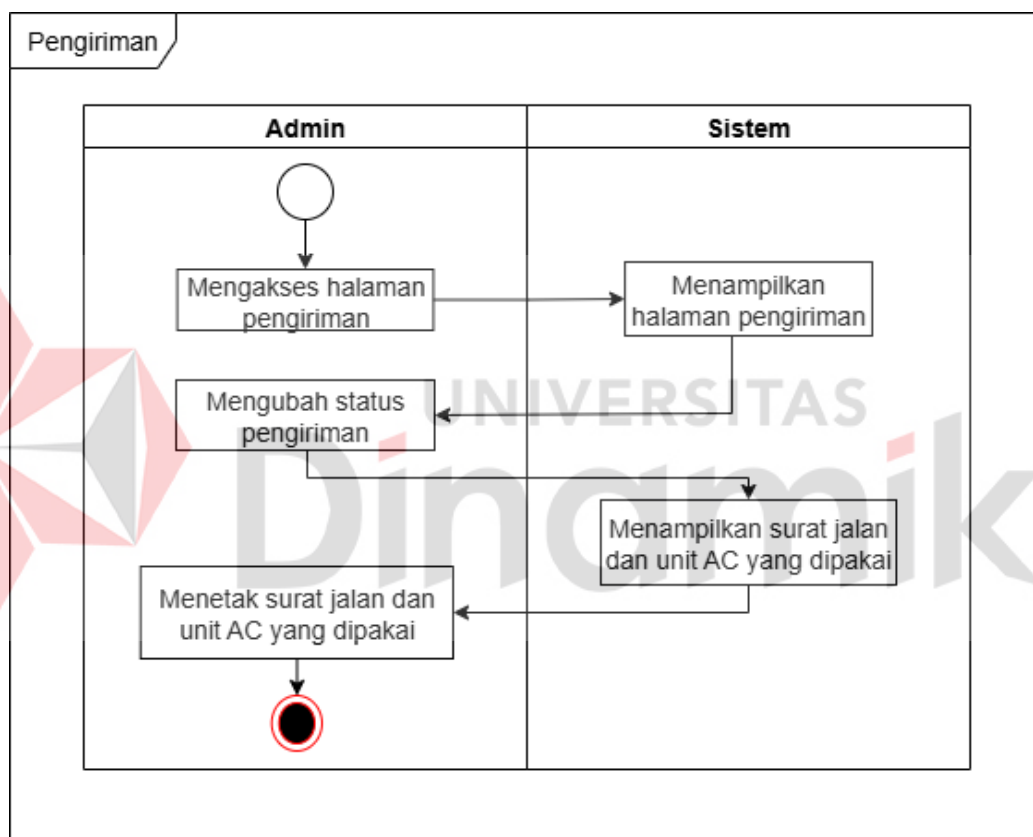 Pengiriman
Admin
Sistem
Mengakses halaman
pengiriman
Menampilkan
halaman pengiriman
Mengubah status
pengiriman
UNIVERSITAS
Dinamik
Menampilkan surat jalan
dan unit AC yang dipakai
Menetak surat jalan dan
unit AC yang dipakai